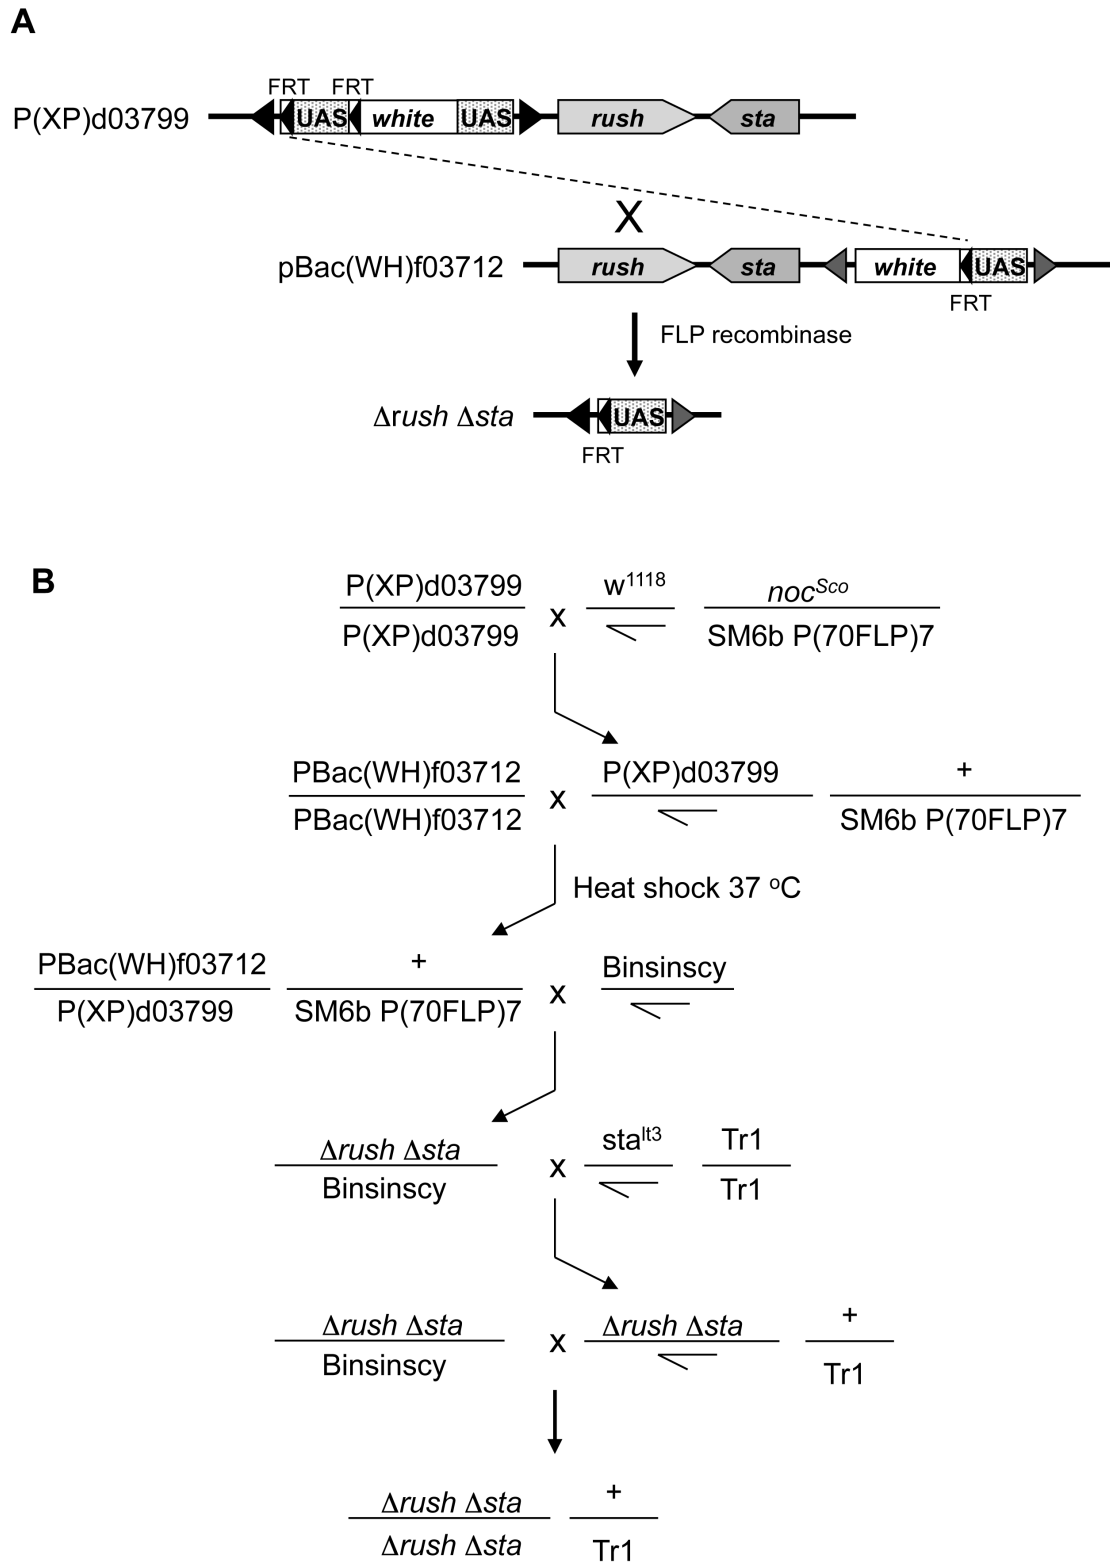 A
FRT FRT
P(XP)d03799 UAS white UAS rush sta
X
pBac(WH)f03712 rush sta white UAS
FRT
FLP recombinase
Δrush Δsta UAS
FRT
B
P(XP)d03799 x w1118 nocSco
P(XP)d03799 SM6b P(70FLP)7
PBac(WH)f03712 x P(XP)d03799 +
PBac(WH)f03712 SM6b P(70FLP)7
Heat shock 37 oC
PBac(WH)f03712 + x Binsinscy
P(XP)d03799 SM6b P(70FLP)7
Δrush Δsta x stalt3 Tr1
Binsinscy Tr1
Δrush Δsta x Δrush Δsta +
Binsinscy Tr1
Δrush Δsta +
Δrush Δsta Tr1